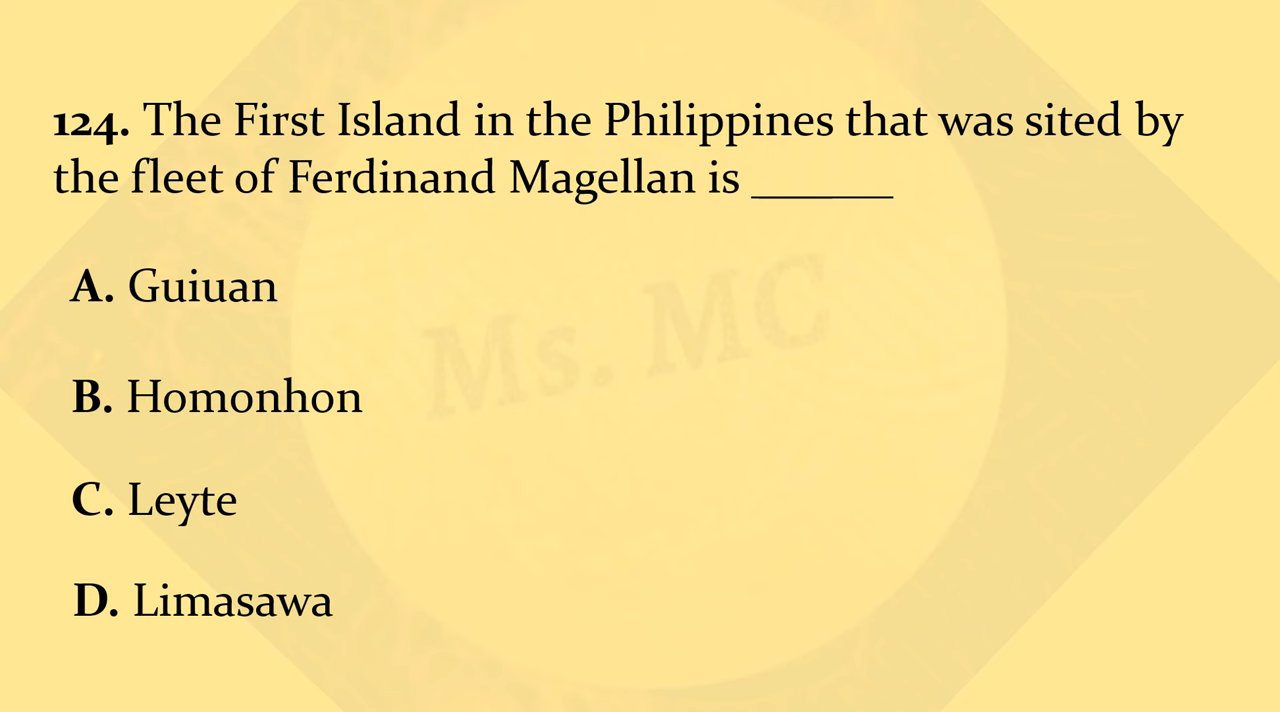 124. The First Island in the Philippines that was sited by
the fleet of Ferdinand Magellan is ______
A. Guiuan
B. Homonhon
Ms. MC
C. Leyte
D. Limasawa